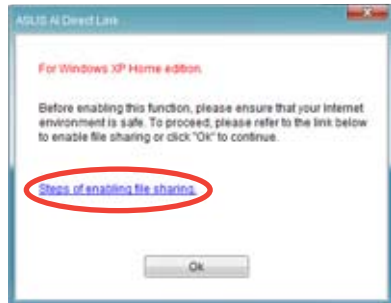 ASUS AI Direct Link
For Windows XP Home edition.
Before enabling this function, please ensure that your Internet
environment is safe. To proceed, please refer to the link below
to enable file sharing or click "Ok" to continue.
Steps of enabling file sharing.
Ok